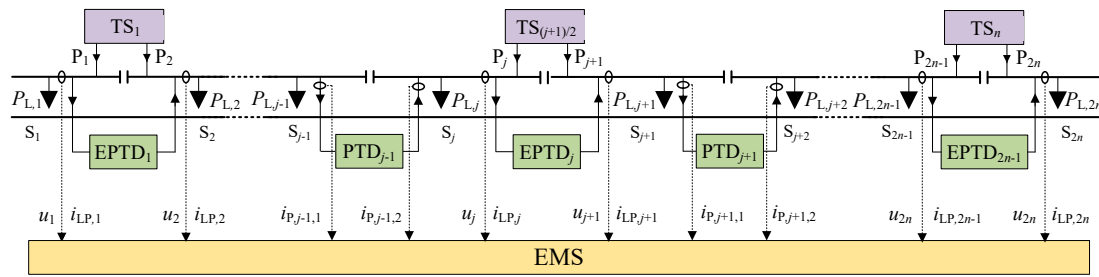 TS1 TS(j+1)/2 TSn
P1 P2 Pj Pj+1 P2n-1 P2n
PL,1 PL,2 PL,j-1 PL,j PL,j+1 PL,j+2 PL,2n-1 PL,2n
S1 S2 Sj-1 Sj Sj+1 Sj+2 S2n-1 S2n
EPTD1 PTDj-1 EPTDj PTDj+1 EPTD2n-1
u1 iLP,1 u2 iLP,2 iP,j-1,1 iP,j-1,2 uj iLP,j uj+1 iLP,j+1 iP,j+1,1 iP,j+1,2 u2n iLP,2n-1 u2n iLP,2n
EMS